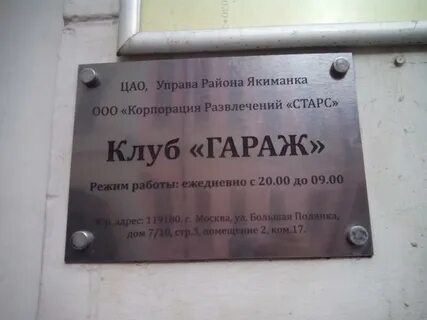 ЦАО, Управа Района Якиманка
ООО «Корпорация Развлечений «СТАРС»
Клуб «ГАРАЖ»
Режим работы: ежедневно с 20.00 до 09.00
Юр. адрес: 119180, г. Москва, ул. Большая Полянка,
дом 7/10, стр.3, помещение 2, ком.17.